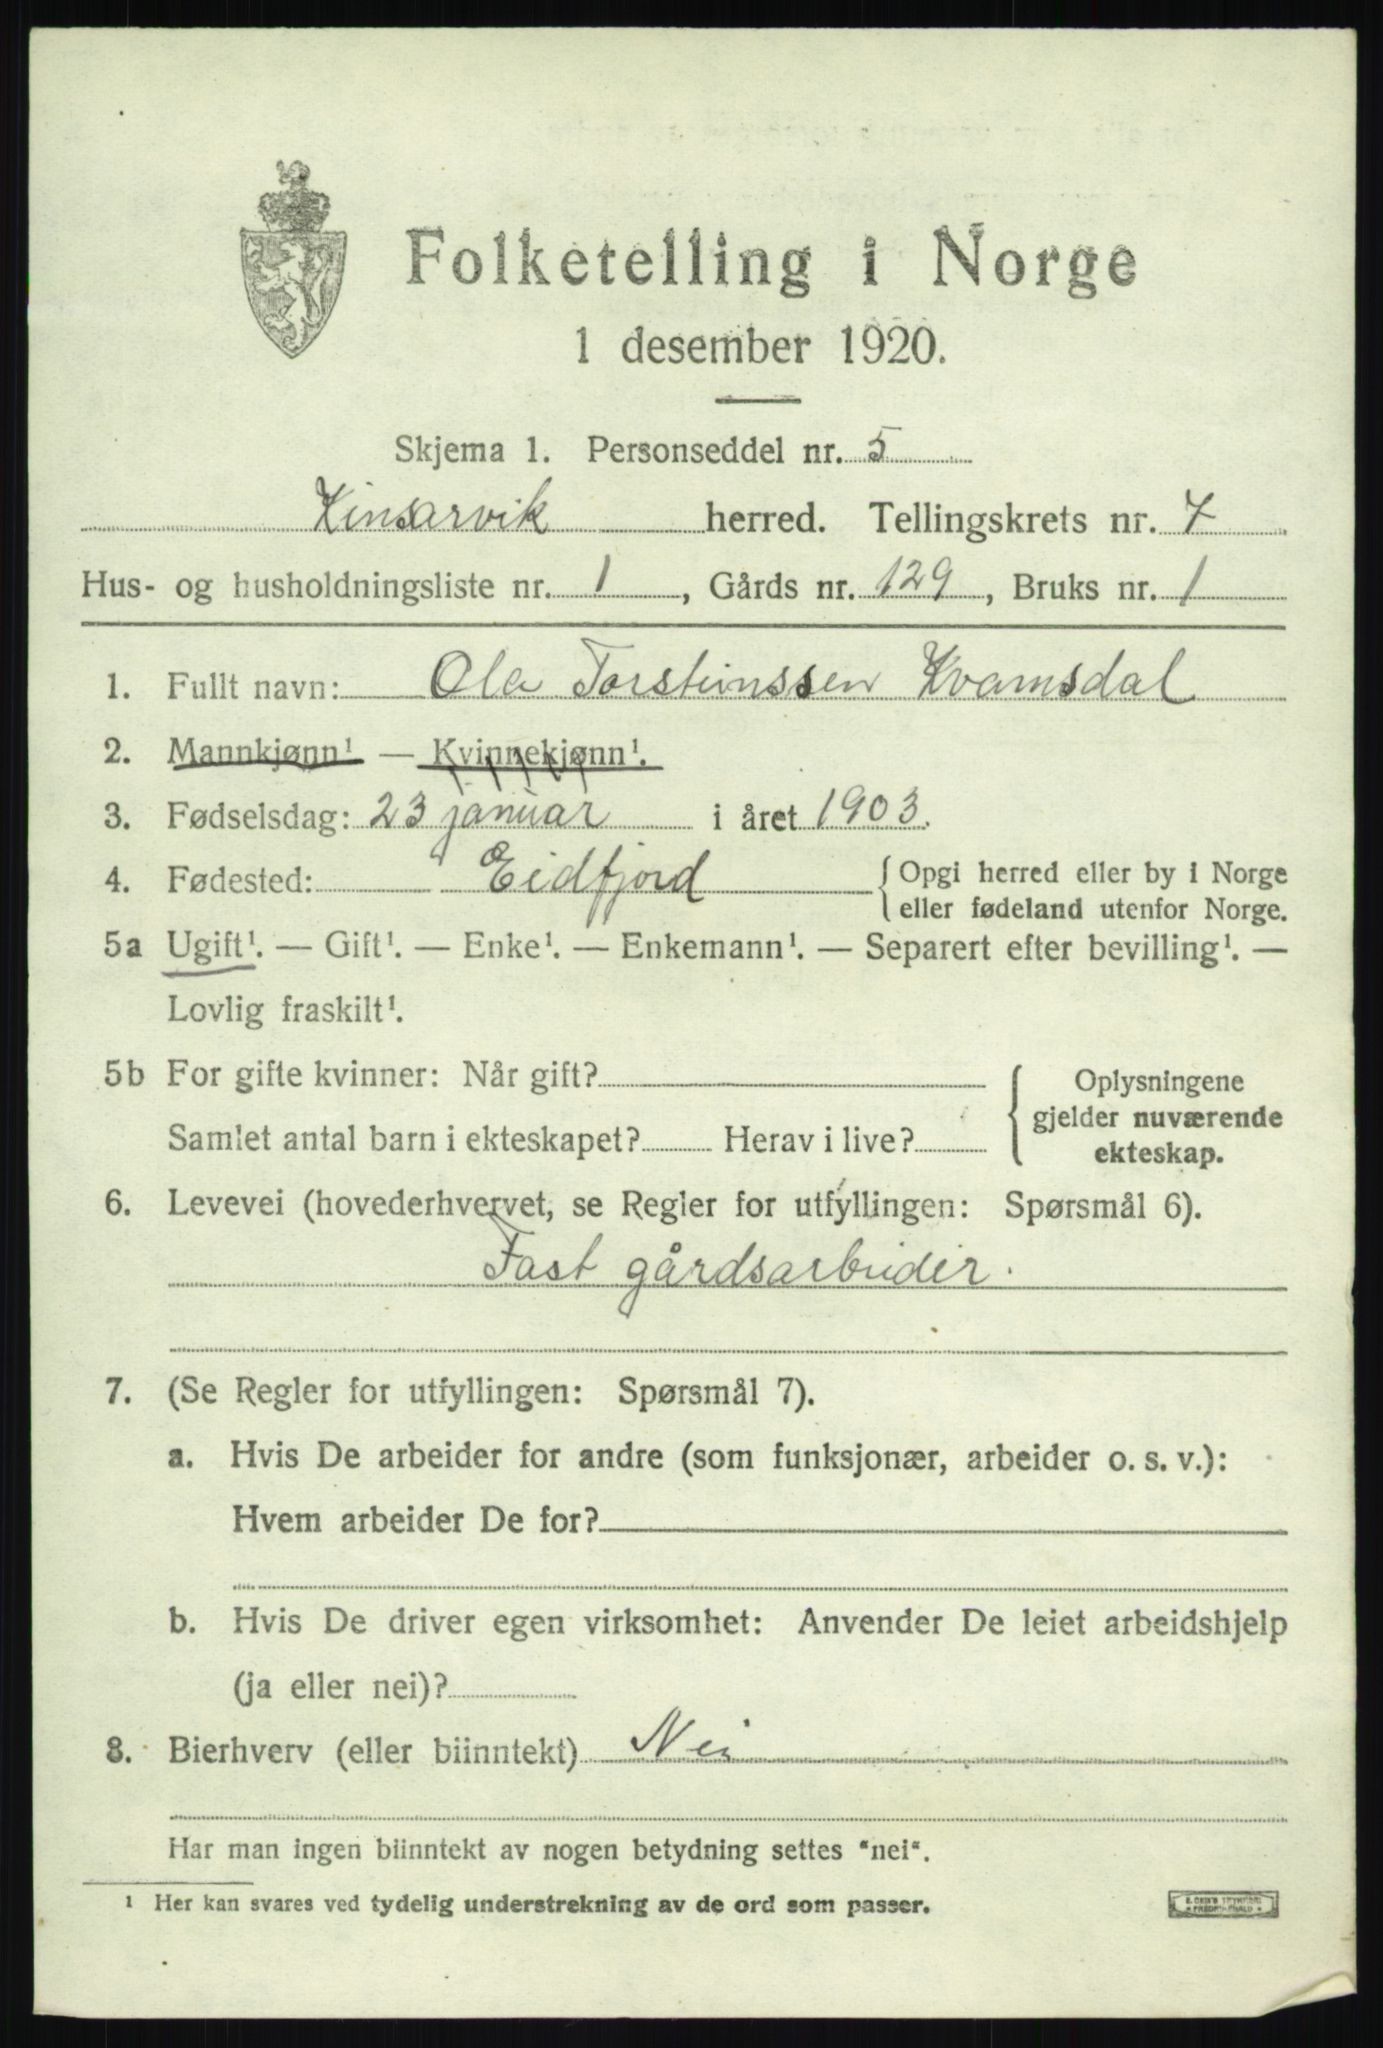 Folketelling i Norge
1 desember 1920.
Skjema 1. Personseddel nr. 5
Kinsarvik herred. Tellingskrets nr. 7
Hus- og husholdningsliste nr. 1, Gårds nr. 129, Bruks nr. 1
1. Fullt navn: Ola Torsteinssen Kvamsdal
2. Mannkjønn¹ — Kvinnekjønn¹.
3. Fødselsdag: 23 januar i året 1903.
4. Fødested: Eidfjord { Opgi herred eller by i Norge
eller fødeland utenfor Norge.
5a Ugift¹. — Gift¹. — Enke¹. — Enkemann¹. — Separert efter bevilling¹. —
Lovlig fraskilt¹.
5b For gifte kvinner: Når gift?
Samlet antal barn i ekteskapet? Herav i live?
{ Oplysningene
gjelder nuværende
ekteskap.
6. Levevei (hovederhvervet, se Regler for utfyllingen: Spørsmål 6).
Fast gårdsarbeider.
7. (Se Regler for utfyllingen: Spørsmål 7).
a. Hvis De arbeider for andre (som funksjonær, arbeider o. s. v.):
Hvem arbeider De for?
b. Hvis De driver egen virksomhet: Anvender De leiet arbeidshjelp
(ja eller nei)?
8. Bierhverv (eller biinntekt) Nei
Har man ingen biinntekt av nogen betydning settes “nei“.
¹ Her kan svares ved tydelig understrekning av de ord som passer.